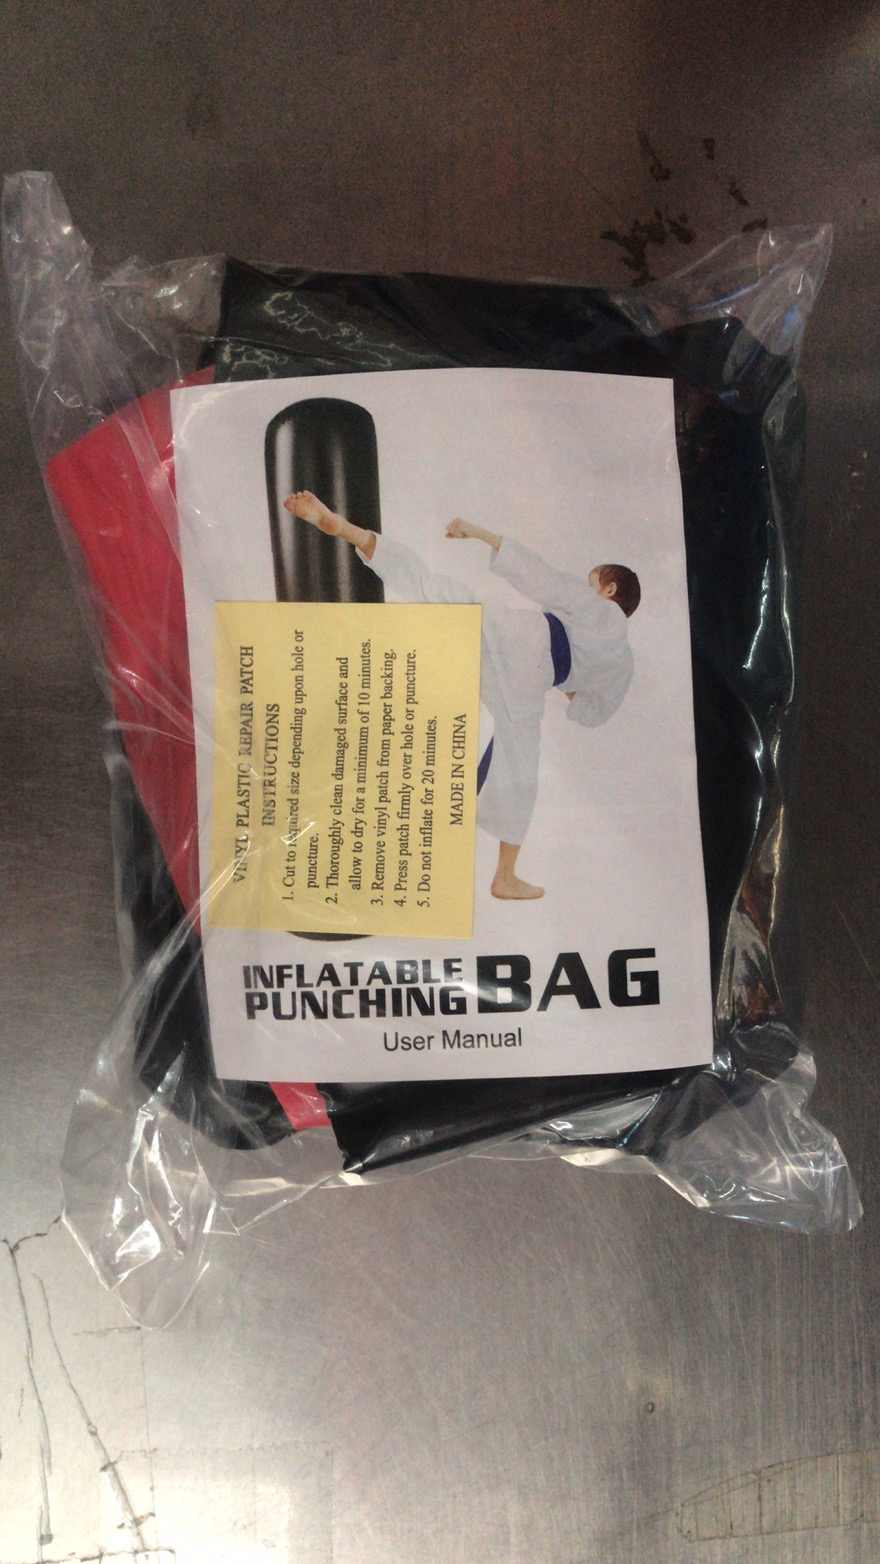 VINYL PLASTIC REPAIR PATCH
INSTRUCTIONS
1. Cut to required size depending upon hole or
puncture.
2. Thoroughly clean damaged surface and
allow to dry for a minimum of 10 minutes.
3. Remove vinyl patch from paper backing.
4. Press patch firmly over hole or puncture.
5. Do not inflate for 20 minutes.
MADE IN CHINA
INFLATABLE
PUNCHING BAG
User Manual